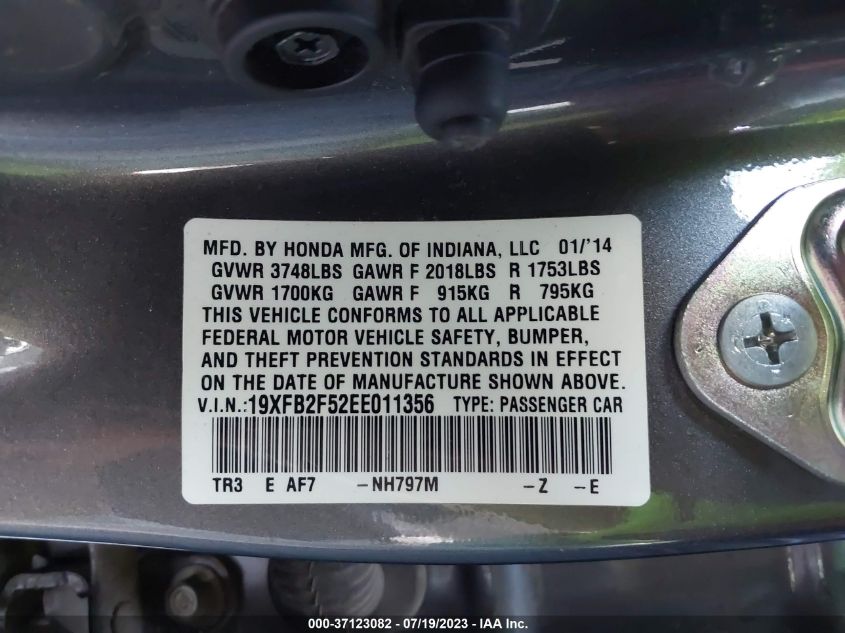 MFD. BY HONDA MFG. OF INDIANA, LLC 01/'14
GVWR 3748LBS GAWR F 2018LBS R 1753LBS
GVWR 1700KG GAWR F 915KG R 795KG
THIS VEHICLE CONFORMS TO ALL APPLICABLE
FEDERAL MOTOR VEHICLE SAFETY, BUMPER,
AND THEFT PREVENTION STANDARDS IN EFFECT
ON THE DATE OF MANUFACTURE SHOWN ABOVE.
V.I.N.:19XFB2F52EE011356 TYPE: PASSENGER CAR
TR3 E AF7 -NH797M -Z -E
000-37123082 - 07/19/2023 - IAA Inc.